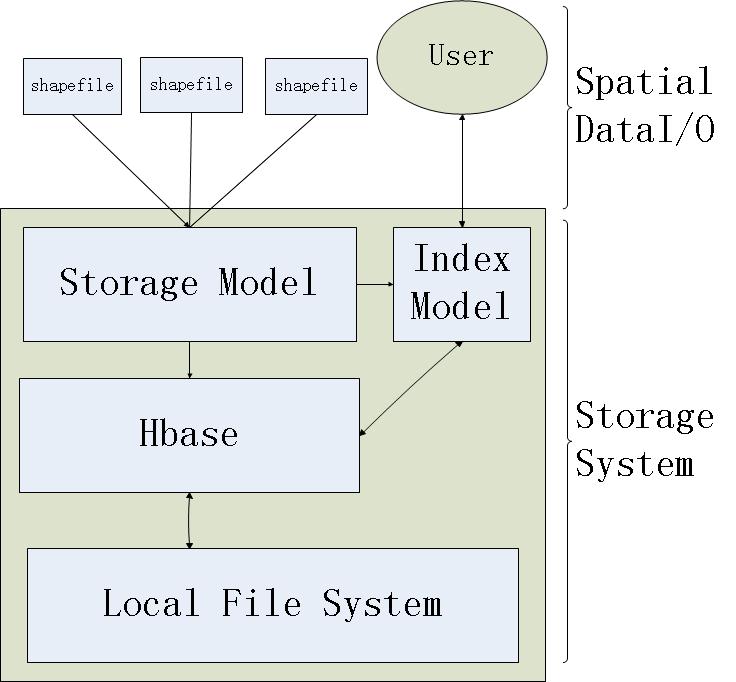 User
shapefile
shapefile
shapefile
Spatial
DataI/O
Storage Model
Index
Model
Hbase
Storage
System
Local File System